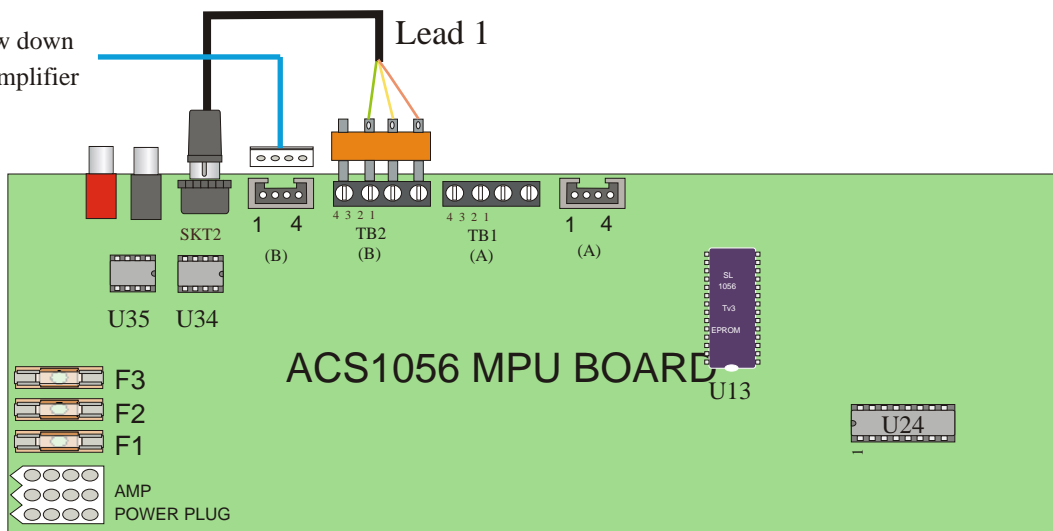 Lead 1
down
SKT2
1 4
(B)
4 3 2 1
TB2
(B)
4 3 2 1
TB1
(A)
1 4
(A)
U35 U34
SL
1056
Tv3
EPROM
U13
ACS1056 MPU BOARD
F3
F2
F1
U24
1
AMP
POWER PLUG